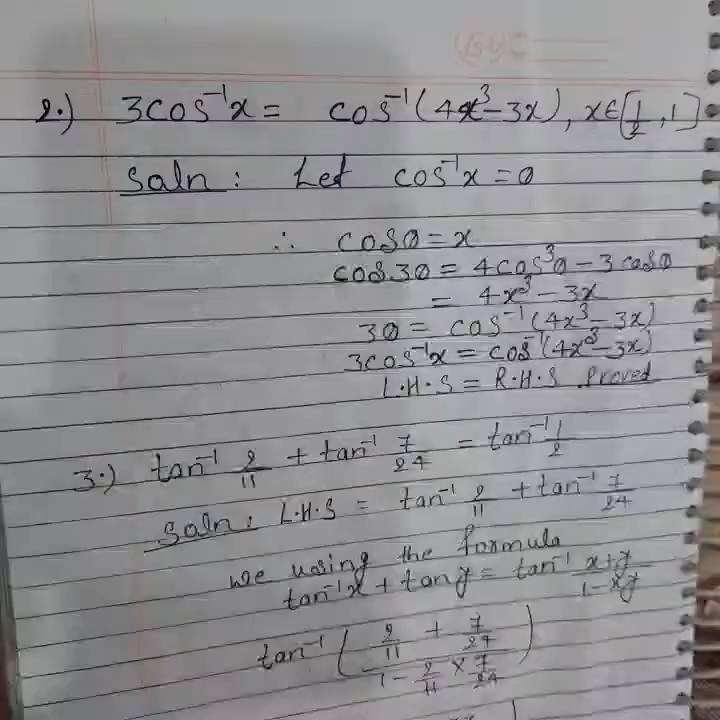 2.) 3cos⁻¹x = cos⁻¹(4x³-3x), x∈[1/2, 1]
Soln: Let cos⁻¹x = θ
∴ cosθ = x
cos3θ = 4cos³θ - 3cosθ
= 4x³-3x
3θ = cos⁻¹(4x³-3x)
3cos⁻¹x = cos⁻¹(4x³-3x)
L.H.S = R.H.S Proved
3.) tan⁻¹ 2/11 + tan⁻¹ 7/24 = tan⁻¹ 1/2
Soln: L.H.S = tan⁻¹ 2/11 + tan⁻¹ 7/24
we using the formula
tan⁻¹x + tan y = tan⁻¹ x+y/1-xy
tan⁻¹ ( 2/11 + 7/24 / 1 - 2/11 × 7/24 )